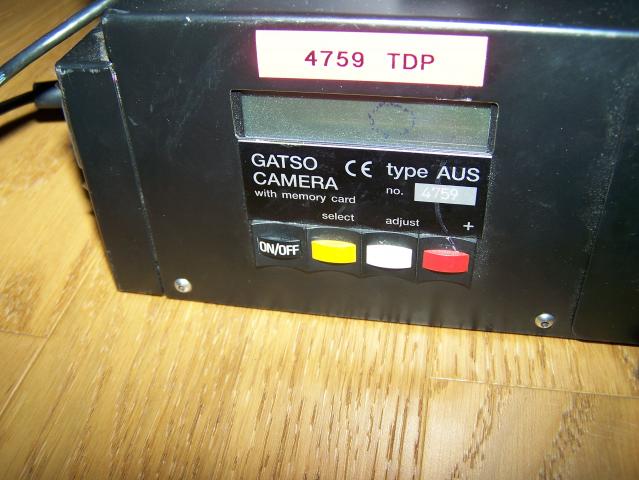 4759 TDP
GATSO CE type AUS
CAMERA no. 4759
with memory card
select adjust +
ON/OFF